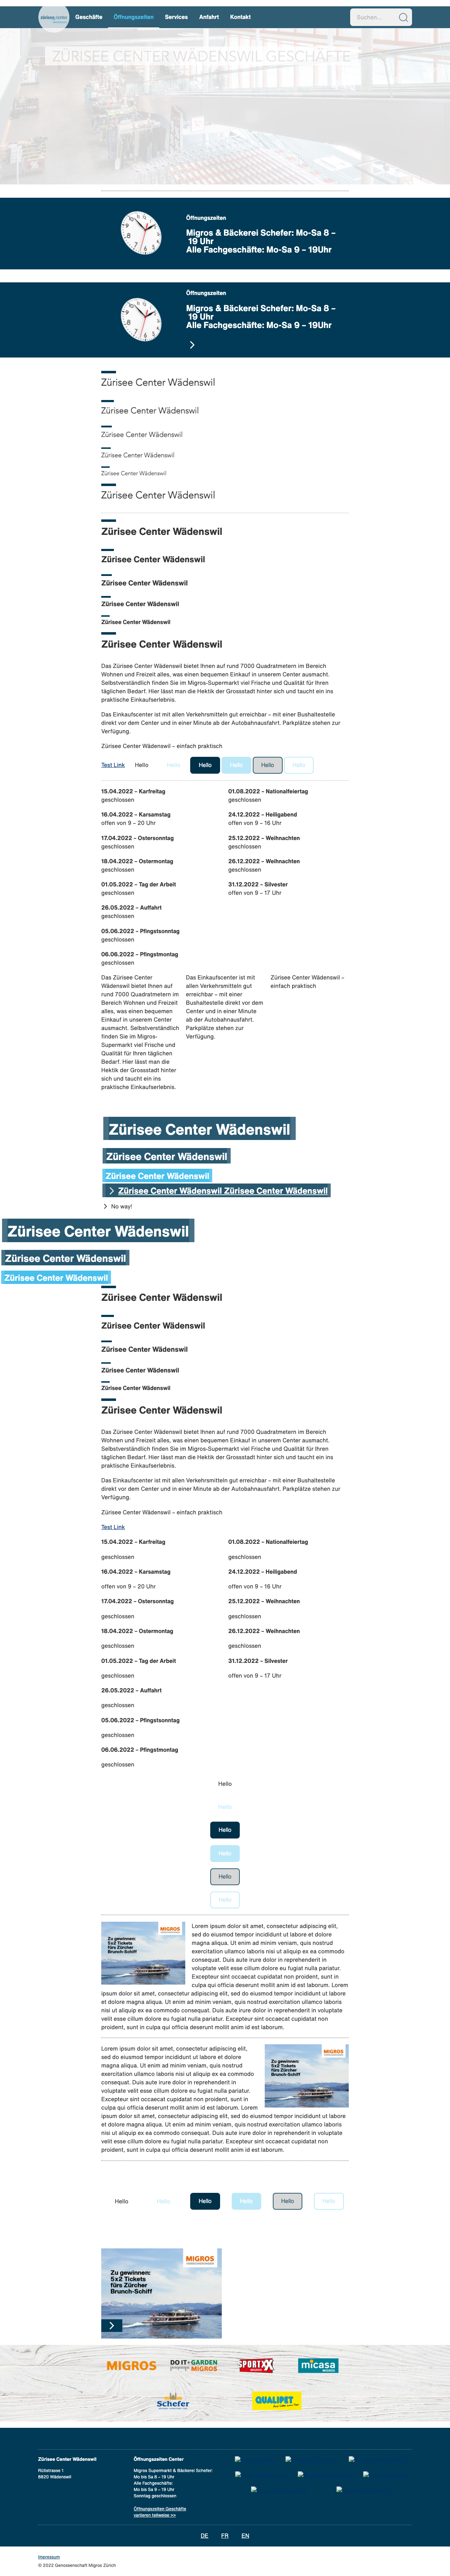 zürisee center
Geschäfte
Öffnungszeiten
Services
Anfahrt
Kontakt
Suchen...
ZÜRISEE CENTER WÄDENSWIL GESCHÄFTE
Öffnungszeiten
Migros & Bäckerei Schefer: Mo-Sa 8 –
19 Uhr
Alle Fachgeschäfte: Mo-Sa 9 – 19Uhr
Öffnungszeiten
Migros & Bäckerei Schefer: Mo-Sa 8 –
19 Uhr
Alle Fachgeschäfte: Mo-Sa 9 – 19Uhr
Zürisee Center Wädenswil
Zürisee Center Wädenswil
Zürisee Center Wädenswil
Zürisee Center Wädenswil
Zürisee Center Wädenswil
Zürisee Center Wädenswil
Zürisee Center Wädenswil
Zürisee Center Wädenswil
Zürisee Center Wädenswil
Zürisee Center Wädenswil
Zürisee Center Wädenswil
Zürisee Center Wädenswil
Das Zürisee Center Wädenswil bietet Ihnen auf rund 7000 Quadratmetern im Bereich
Wohnen und Freizeit alles, was einen bequemen Einkauf in unserem Center ausmacht.
Selbstverständlich finden Sie im Migros-Supermarkt viel Frische und Qualität für Ihren
täglichen Bedarf. Hier lässt man die Hektik der Grossstadt hinter sich und taucht ein ins
praktische Einkaufserlebnis.
Das Einkaufscenter ist mit allen Verkehrsmitteln gut erreichbar – mit einer Bushaltestelle
direkt vor dem Center und in einer Minute ab der Autobahnausfahrt. Parkplätze stehen zur
Verfügung.
Zürisee Center Wädenswil – einfach praktisch
Test Link Hello Hello Hello Hello Hello Hello
15.04.2022 – Karfreitag
geschlossen
16.04.2022 – Karsamstag
offen von 9 – 20 Uhr
17.04.2022 – Ostersonntag
geschlossen
18.04.2022 – Ostermontag
geschlossen
01.05.2022 – Tag der Arbeit
geschlossen
26.05.2022 – Auffahrt
geschlossen
05.06.2022 – Pfingstsonntag
geschlossen
06.06.2022 – Pfingstmontag
geschlossen
01.08.2022 – Nationalfeiertag
geschlossen
24.12.2022 – Heiligabend
offen von 9 – 16 Uhr
25.12.2022 – Weihnachten
geschlossen
26.12.2022 – Weihnachten
geschlossen
31.12.2022 – Silvester
offen von 9 – 17 Uhr
Das Zürisee Center
Wädenswil bietet Ihnen auf
rund 7000 Quadratmetern im
Bereich Wohnen und Freizeit
alles, was einen bequemen
Einkauf in unserem Center
ausmacht. Selbstverständlich
finden Sie im Migros-
Supermarkt viel Frische und
Qualität für Ihren täglichen
Bedarf. Hier lässt man die
Hektik der Grossstadt hinter
sich und taucht ein ins
praktische Einkaufserlebnis.
Das Einkaufscenter ist mit
allen Verkehrsmitteln gut
erreichbar – mit einer
Bushaltestelle direkt vor dem
Center und in einer Minute
ab der Autobahnausfahrt.
Parkplätze stehen zur
Verfügung.
Zürisee Center Wädenswil –
einfach praktisch
Zürisee Center Wädenswil
Zürisee Center Wädenswil
Zürisee Center Wädenswil
Zürisee Center Wädenswil Zürisee Center Wädenswil
No way!
Zürisee Center Wädenswil
Zürisee Center Wädenswil
Zürisee Center Wädenswil
Zürisee Center Wädenswil
Zürisee Center Wädenswil
Zürisee Center Wädenswil
Zürisee Center Wädenswil
Zürisee Center Wädenswil
Zürisee Center Wädenswil
Das Zürisee Center Wädenswil bietet Ihnen auf rund 7000 Quadratmetern im Bereich
Wohnen und Freizeit alles, was einen bequemen Einkauf in unserem Center ausmacht.
Selbstverständlich finden Sie im Migros-Supermarkt viel Frische und Qualität für Ihren
täglichen Bedarf. Hier lässt man die Hektik der Grossstadt hinter sich und taucht ein ins
praktische Einkaufserlebnis.
Das Einkaufscenter ist mit allen Verkehrsmitteln gut erreichbar – mit einer Bushaltestelle
direkt vor dem Center und in einer Minute ab der Autobahnausfahrt. Parkplätze stehen zur
Verfügung.
Zürisee Center Wädenswil – einfach praktisch
Test Link
15.04.2022 – Karfreitag
geschlossen
16.04.2022 – Karsamstag
offen von 9 – 20 Uhr
17.04.2022 – Ostersonntag
geschlossen
18.04.2022 – Ostermontag
geschlossen
01.05.2022 – Tag der Arbeit
geschlossen
26.05.2022 – Auffahrt
geschlossen
05.06.2022 – Pfingstsonntag
geschlossen
06.06.2022 – Pfingstmontag
geschlossen
01.08.2022 – Nationalfeiertag
geschlossen
24.12.2022 – Heiligabend
offen von 9 – 16 Uhr
25.12.2022 – Weihnachten
geschlossen
26.12.2022 – Weihnachten
geschlossen
31.12.2022 – Silvester
offen von 9 – 17 Uhr
Hello
Hello
Hello
Hello
Hello
Hello
MIGROS
Zu gewinnen:
5x2 Tickets
fürs Zürcher
Brunch-Schiff
Lorem ipsum dolor sit amet, consectetur adipiscing elit,
sed do eiusmod tempor incididunt ut labore et dolore
magna aliqua. Ut enim ad minim veniam, quis nostrud
exercitation ullamco laboris nisi ut aliquip ex ea commodo
consequat. Duis aute irure dolor in reprehenderit in
voluptate velit esse cillum dolore eu fugiat nulla pariatur.
Excepteur sint occaecat cupidatat non proident, sunt in
culpa qui officia deserunt mollit anim id est laborum. Lorem
ipsum dolor sit amet, consectetur adipiscing elit, sed do eiusmod tempor incididunt ut labore
et dolore magna aliqua. Ut enim ad minim veniam, quis nostrud exercitation ullamco laboris
nisi ut aliquip ex ea commodo consequat. Duis aute irure dolor in reprehenderit in voluptate
velit esse cillum dolore eu fugiat nulla pariatur. Excepteur sint occaecat cupidatat non
proident, sunt in culpa qui officia deserunt mollit anim id est laborum.
Lorem ipsum dolor sit amet, consectetur adipiscing elit,
sed do eiusmod tempor incididunt ut labore et dolore
magna aliqua. Ut enim ad minim veniam, quis nostrud
exercitation ullamco laboris nisi ut aliquip ex ea commodo
consequat. Duis aute irure dolor in reprehenderit in
voluptate velit esse cillum dolore eu fugiat nulla pariatur.
Excepteur sint occaecat cupidatat non proident, sunt in
culpa qui officia deserunt mollit anim id est laborum. Lorem
ipsum dolor sit amet, consectetur adipiscing elit, sed do eiusmod tempor incididunt ut labore
et dolore magna aliqua. Ut enim ad minim veniam, quis nostrud exercitation ullamco laboris
nisi ut aliquip ex ea commodo consequat. Duis aute irure dolor in reprehenderit in voluptate
velit esse cillum dolore eu fugiat nulla pariatur. Excepteur sint occaecat cupidatat non
proident, sunt in culpa qui officia deserunt mollit anim id est laborum.
MIGROS
Zu gewinnen:
5x2 Tickets
fürs Zürcher
Brunch-Schiff
Hello Hello Hello Hello Hello Hello
MIGROS
Zu gewinnen:
5x2 Tickets
fürs Zürcher
Brunch-Schiff
MIGROS
DO IT + GARDEN
MIGROS
SPORTXX
micasa
Schefer
QUALIPET
Zürisee Center Wädenswil
Rütistrasse 1
8820 Wädenswil
Öffnungszeiten Center
Migros Supermarkt & Bäckerei Schefer:
Mo bis Sa 8 – 19 Uhr
Alle Fachgeschäfte:
Mo bis Sa 9 – 19 Uhr
Sonntag geschlossen
Öffnungszeiten Geschäfte
variieren teilweise >>
DE FR EN
Impressum
© 2022 Genossenschaft Migros Zürich